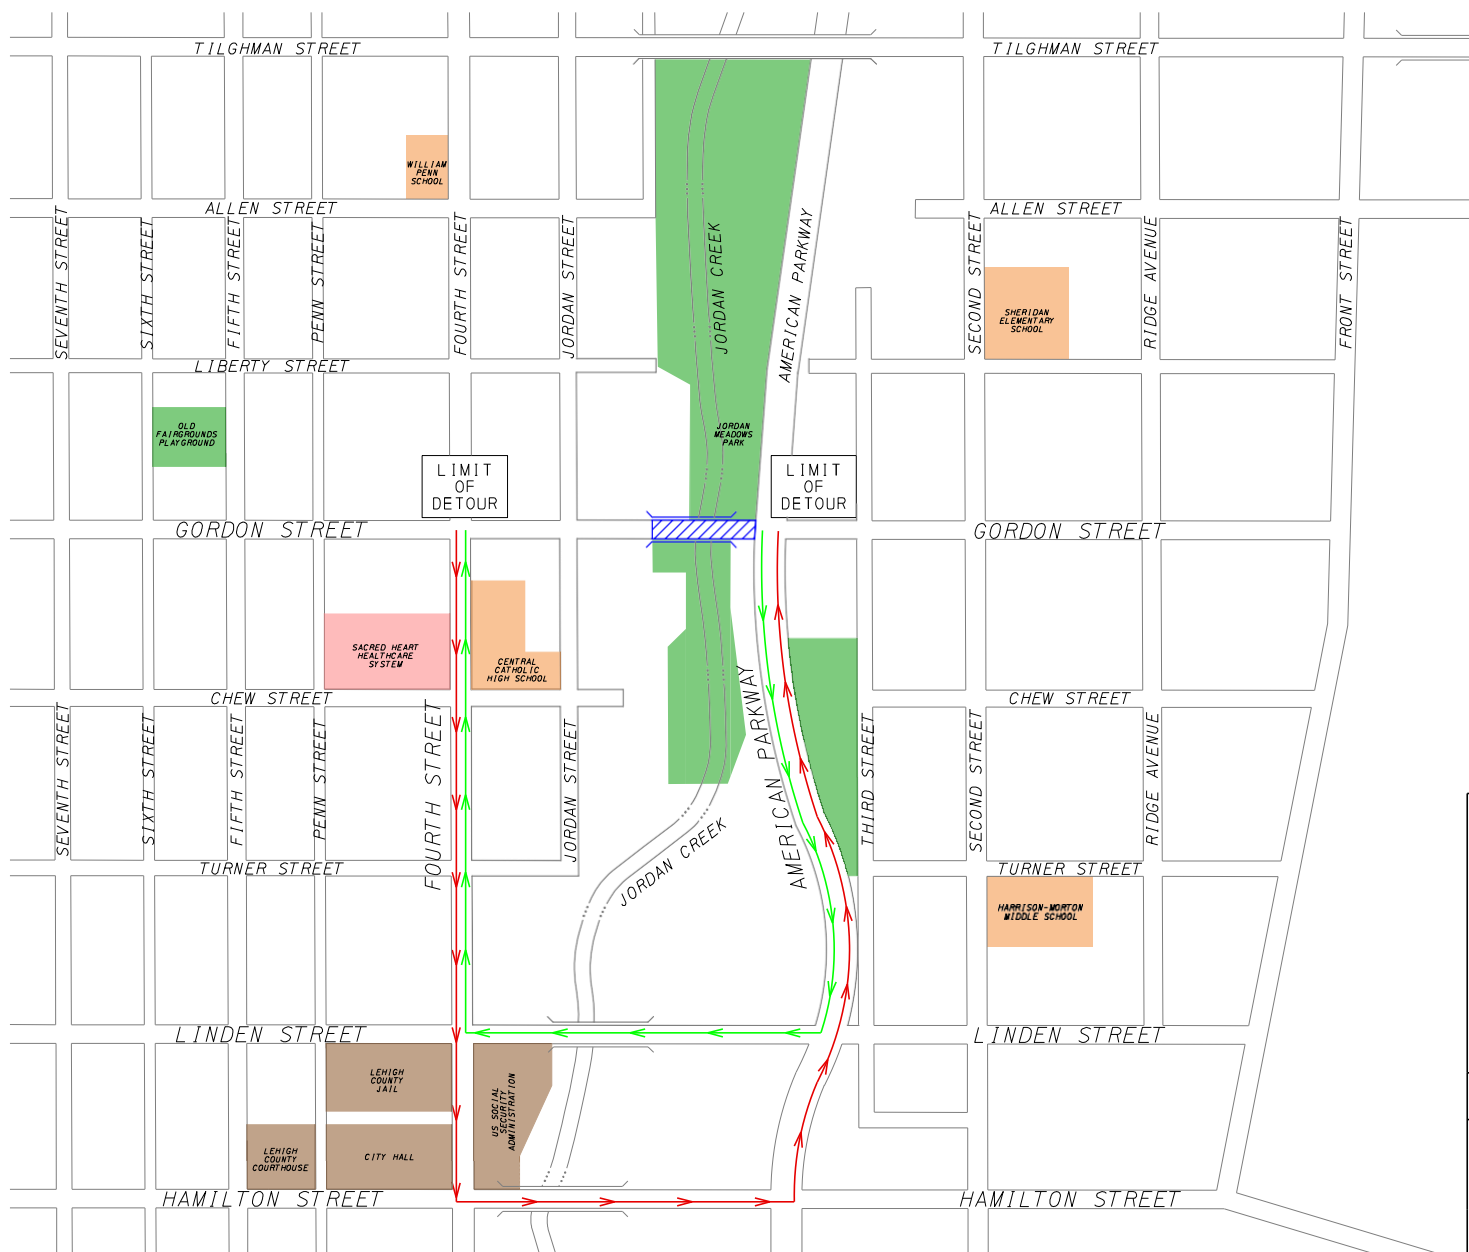 TILGHMAN STREET
TILGHMAN STREET
WILLIAM
PENN
SCHOOL
ALLEN STREET
ALLEN STREET
SEVENTH STREET
SIXTH STREET
FIFTH STREET
PENN STREET
FOURTH STREET
JORDAN STREET
JORDAN CREEK
AMERICAN PARKWAY
SECOND STREET
SHERIDAN
ELEMENTARY
SCHOOL
RIDGE AVENUE
FRONT STREET
LIBERTY STREET
OLD
FAIRGROUNDS
PLAYGROUND
JORDAN
MEADOWS
PARK
LIMIT
OF
DETOUR
LIMIT
OF
DETOUR
GORDON STREET
GORDON STREET
SACRED HEART
HEALTHCARE
SYSTEM
CENTRAL
CATHOLIC
HIGH SCHOOL
CHEW STREET
CHEW STREET
SEVENTH STREET
SIXTH STREET
FIFTH STREET
PENN STREET
FOURTH STREET
JORDAN STREET
JORDAN CREEK
AMERICAN PARKWAY
THIRD STREET
SECOND STREET
RIDGE AVENUE
TURNER STREET
TURNER STREET
HARRISON-MORTON
MIDDLE SCHOOL
LINDEN STREET
LINDEN STREET
LEHIGH
COUNTY
JAIL
US SOCIAL
SECURITY
ADMINISTRATION
LEHIGH
COUNTY
COURTHOUSE
CITY HALL
HAMILTON STREET
HAMILTON STREET